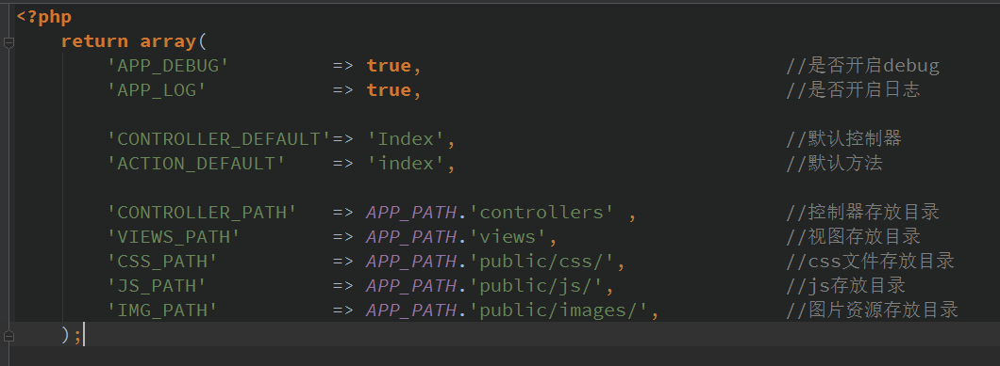 <?php
return array(
'APP_DEBUG' => true, //是否开启debug
'APP_LOG' => true, //是否开启日志
'CONTROLLER_DEFAULT'=> 'Index', //默认控制器
'ACTION_DEFAULT' => 'index', //默认方法
'CONTROLLER_PATH' => APP_PATH.'controllers' , //控制器存放目录
'VIEWS_PATH' => APP_PATH.'views', //视图存放目录
'CSS_PATH' => APP_PATH.'public/css/', //css文件存放目录
'JS_PATH' => APP_PATH.'public/js/', //js存放目录
'IMG_PATH' => APP_PATH.'public/images/', //图片资源存放目录
);